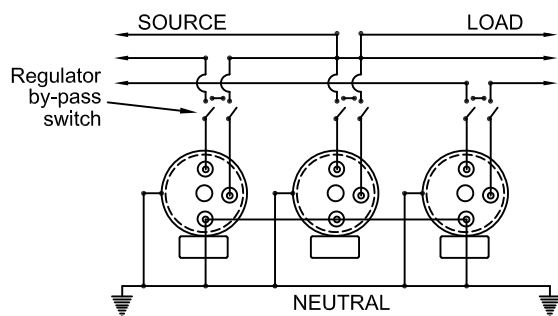 SOURCE
LOAD
Regulator
by-pass
switch
NEUTRAL